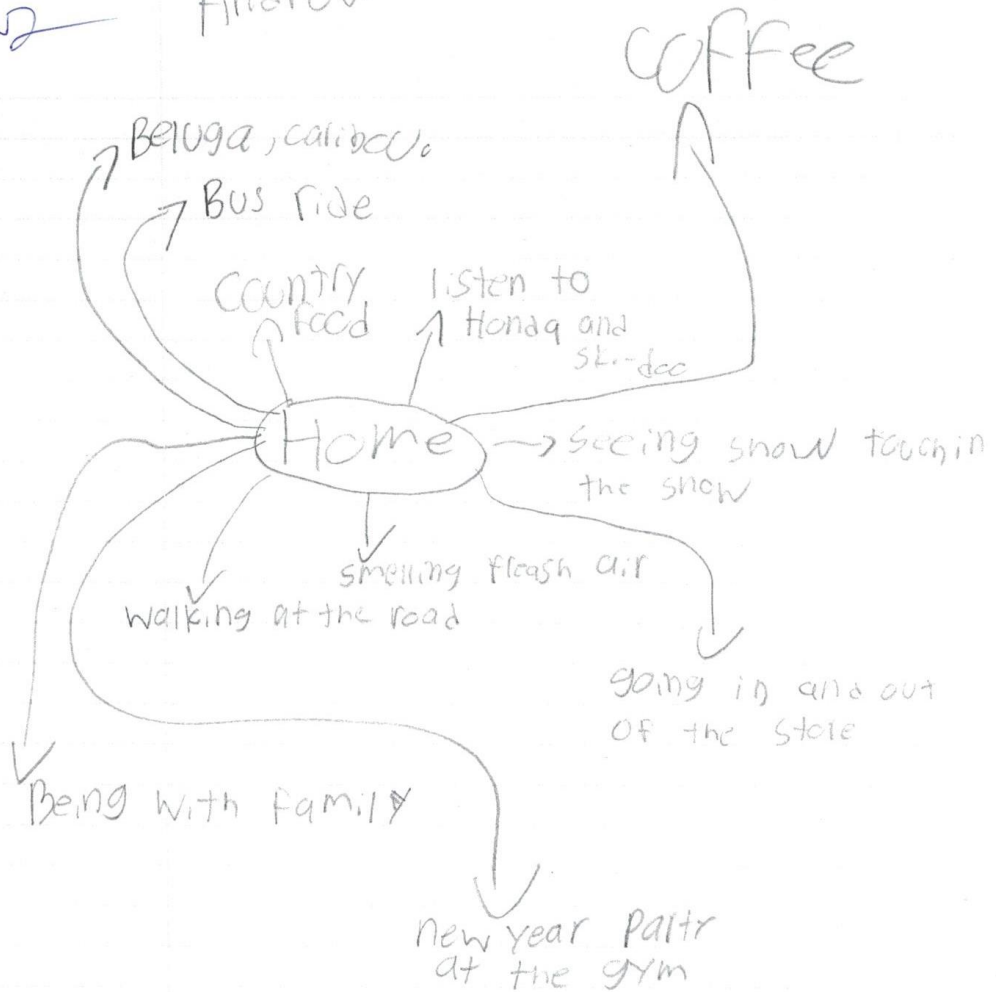 coffee
Beluga, caribou.
Bus ride
Country
food
listen to
Honda and
ski-doo
Home
seeing snow touchin
the snow
smelling freash air
walking at the road
going in and out
of the store
Being with family
new year partr
at the gym